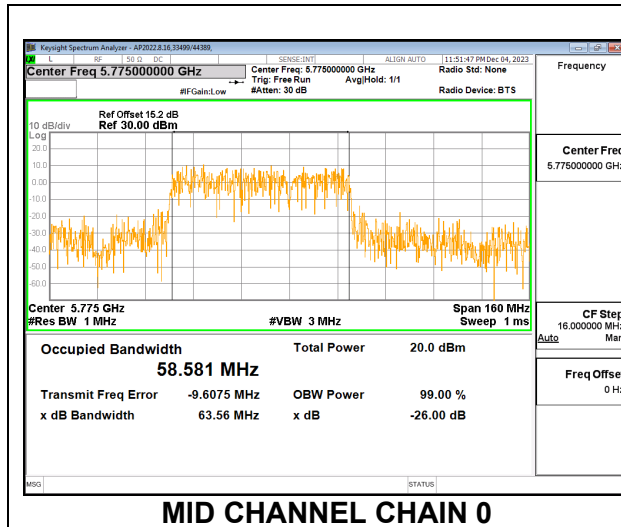 Keysight Spectrum Analyzer - AP2022.8.16,33499/44389,
L RF 50 Ω DC SENSE:INT ALIGN AUTO 11:51:47 PM Dec 04, 2023
Center Freq 5.775000000 GHz
Center Freq: 5.775000000 GHz
Radio Std: None
Trig: Free Run Avg|Hold: 1/1
#IFGain:Low #Atten: 30 dB Radio Device: BTS
Frequency
Ref Offset 15.2 dB
10 dB/div Ref 30.00 dBm
Log
20.0
10.0
0.00
-10.0
-20.0
-30.0
-40.0
-50.0
-60.0
Center 5.775 GHz Span 160 MHz
#Res BW 1 MHz #VBW 3 MHz Sweep 1 ms
Occupied Bandwidth Total Power 20.0 dBm
58.581 MHz
Transmit Freq Error -9.6075 MHz OBW Power 99.00 %
x dB Bandwidth 63.56 MHz x dB -26.00 dB
Center Freq
5.775000000 GHz
CF Step
16.000000 MHz
Auto Man
Freq Offset
0 Hz
MSG STATUS
MID CHANNEL CHAIN 0